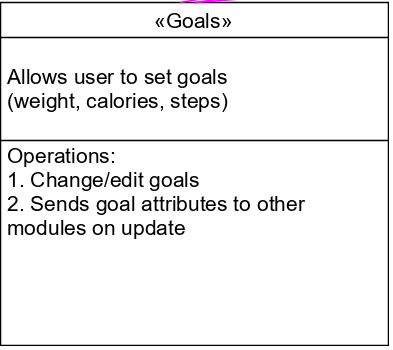 «Goals»
Allows user to set goals
(weight, calories, steps)
Operations:
1. Change/edit goals
2. Sends goal attributes to other
modules on update